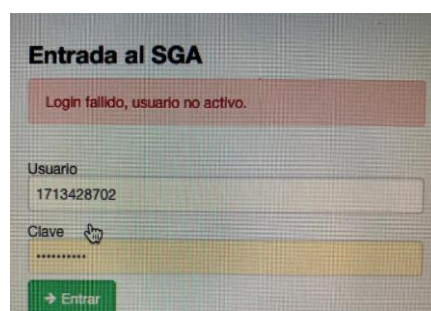 Entrada al SGA
Login fallido, usuario no activo.
Usuario
1713428702
Clave
••••••••••
➔ Entrar